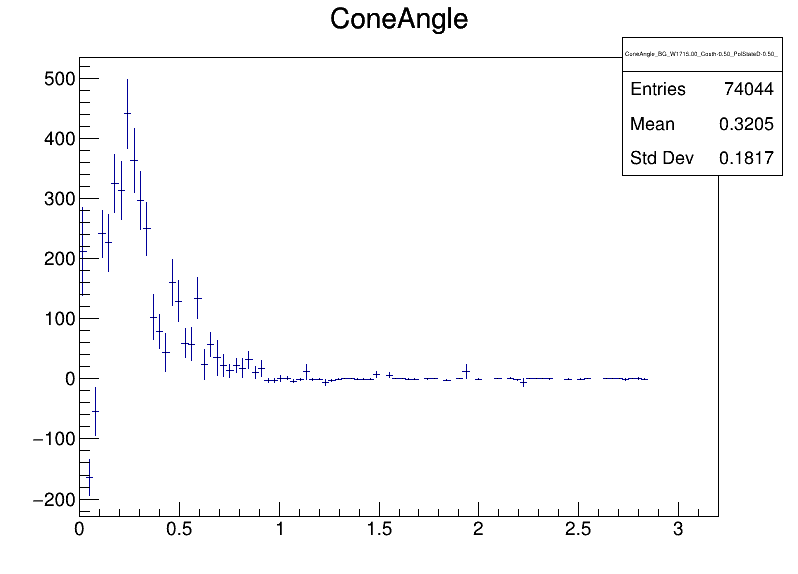 ConeAngle
ConeAngle_BG_W1715.00_Costh-0.50_PolStateD-0.50_
Entries 74044
Mean 0.3205
Std Dev 0.1817
500
400
300
200
100
0
−100
−200
0 0.5 1 1.5 2 2.5 3